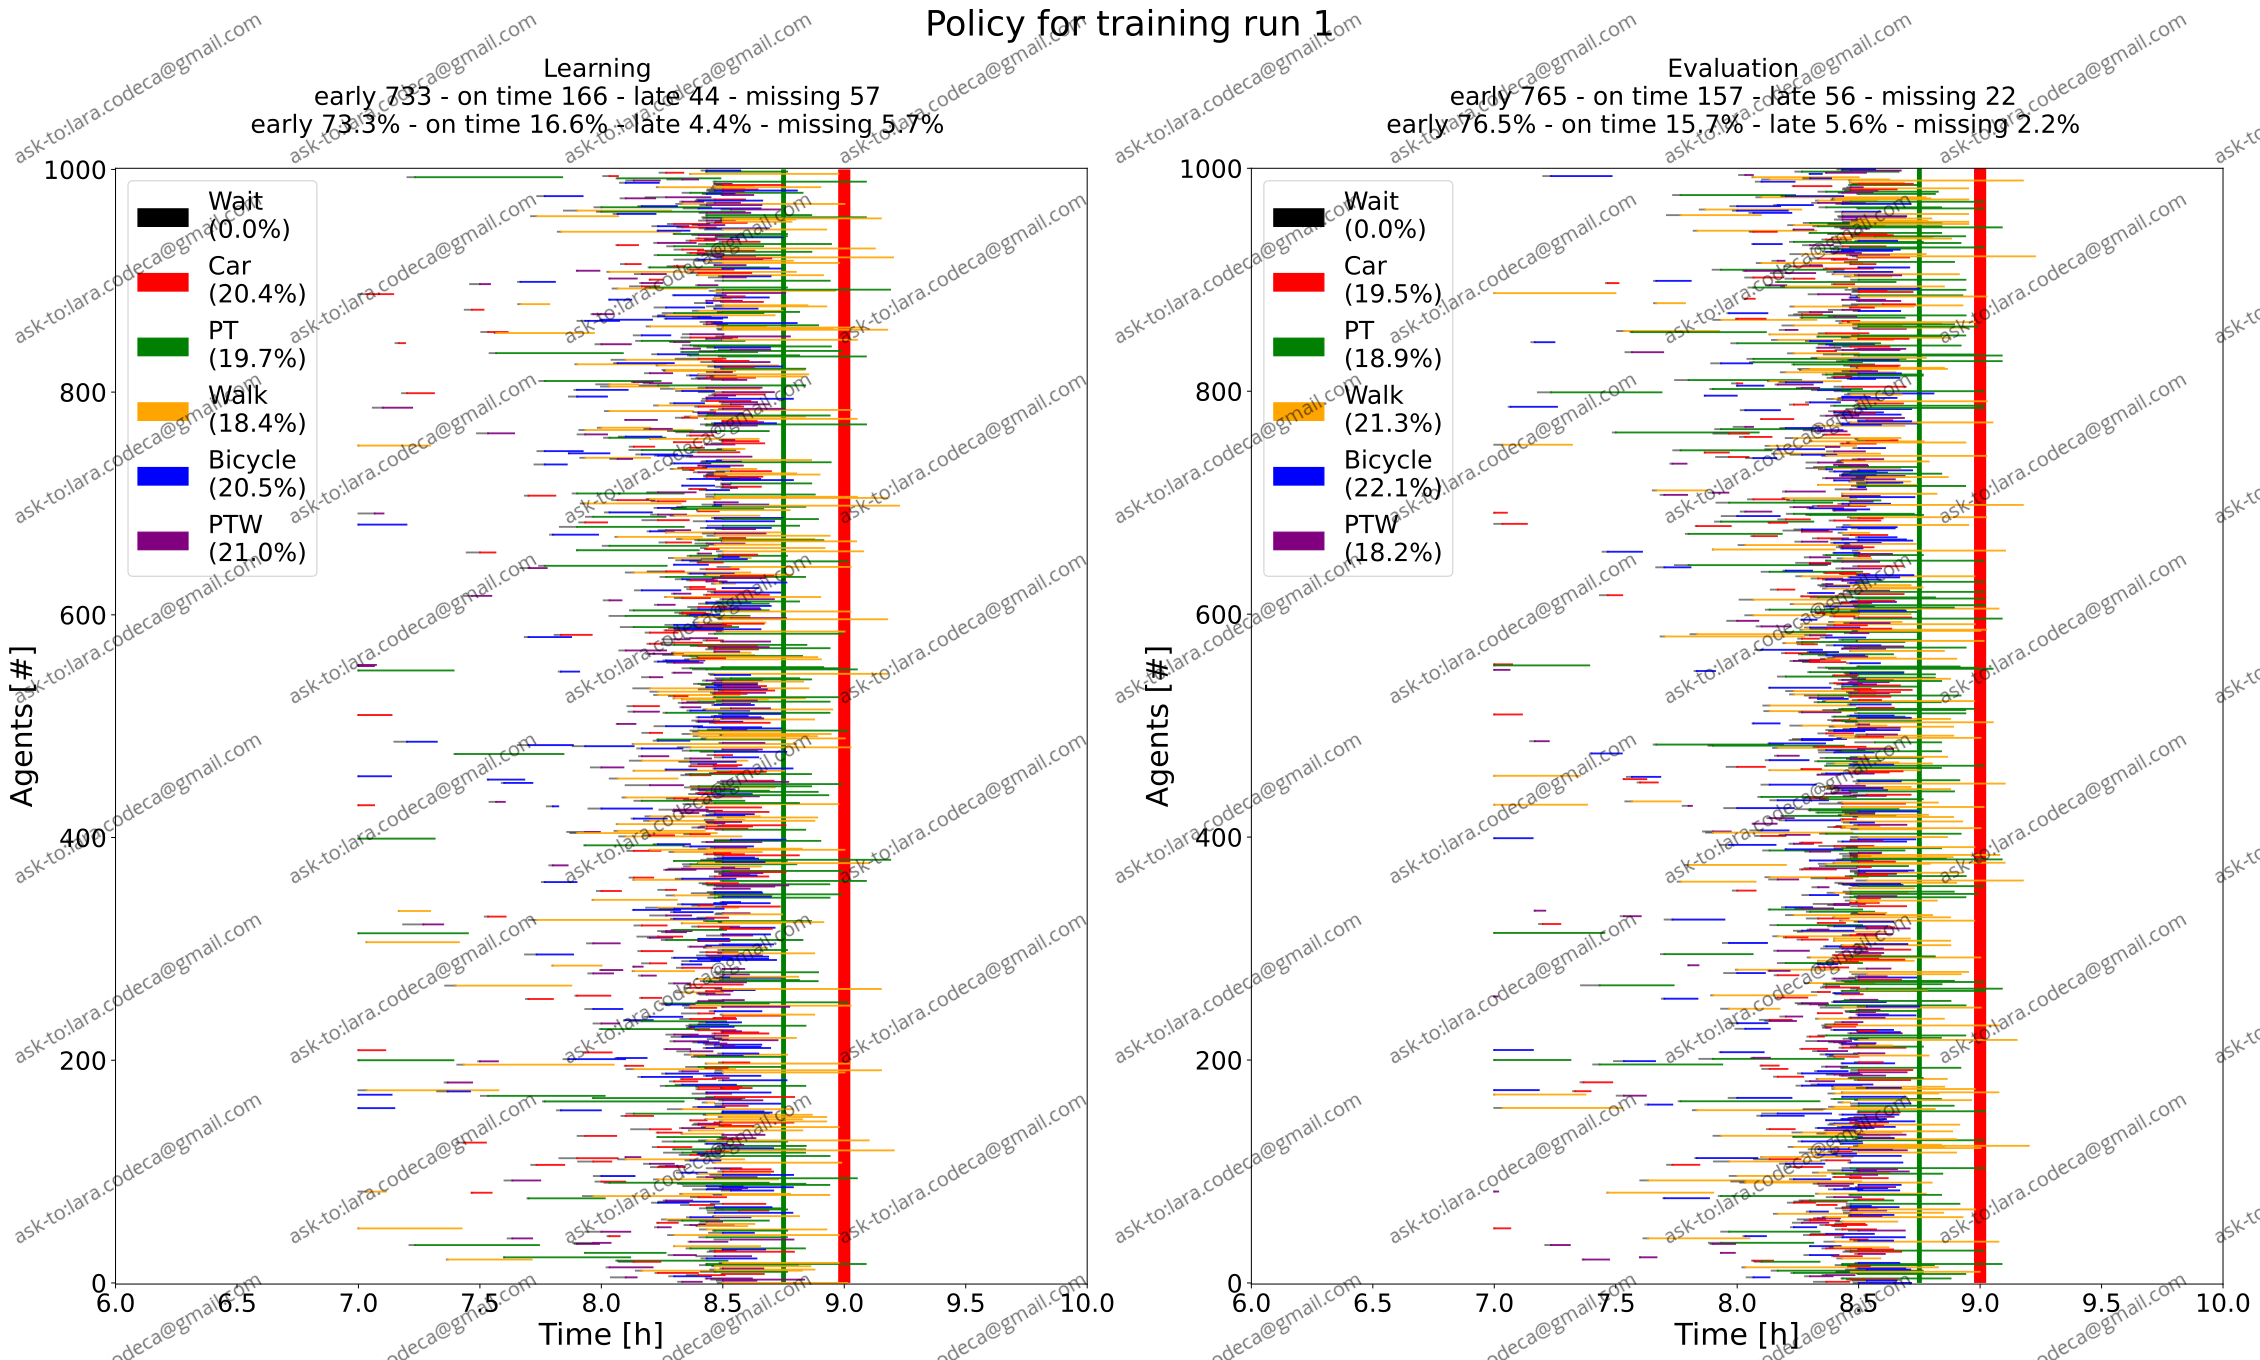 Policy for training run 1
Learning
early 733 - on time 166 - late 44 - missing 57
early 73.3% - on time 16.6% - late 4.4% - missing 5.7%
Wait
(0.0%)
Car
(20.4%)
PT
(19.7%)
Walk
(18.4%)
Bicycle
(20.5%)
PTW
(21.0%)
Agents [#]
1000
800
600
400
200
0
6.0 6.5 7.0 7.5 8.0 8.5 9.0 9.5 10.0
Time [h]
Evaluation
early 765 - on time 157 - late 56 - missing 22
early 76.5% - on time 15.7% - late 5.6% - missing 2.2%
Wait
(0.0%)
Car
(19.5%)
PT
(18.9%)
Walk
(21.3%)
Bicycle
(22.1%)
PTW
(18.2%)
Agents [#]
1000
800
600
400
200
0
6.0 6.5 7.0 7.5 8.0 8.5 9.0 9.5 10.0
Time [h]
ask-to:lara.codeca@gmail.com